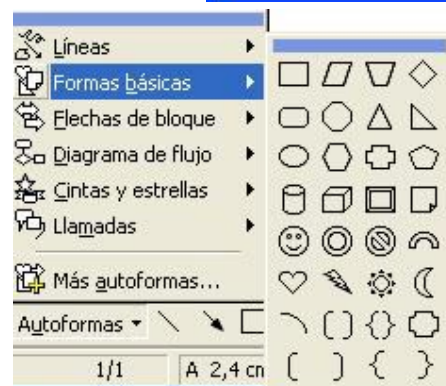 Líneas
Formas básicas
Flechas de bloque
Diagrama de flujo
Cintas y estrellas
Llamadas
Más autoformas...
Autoformas
1/1 A 2,4 cm